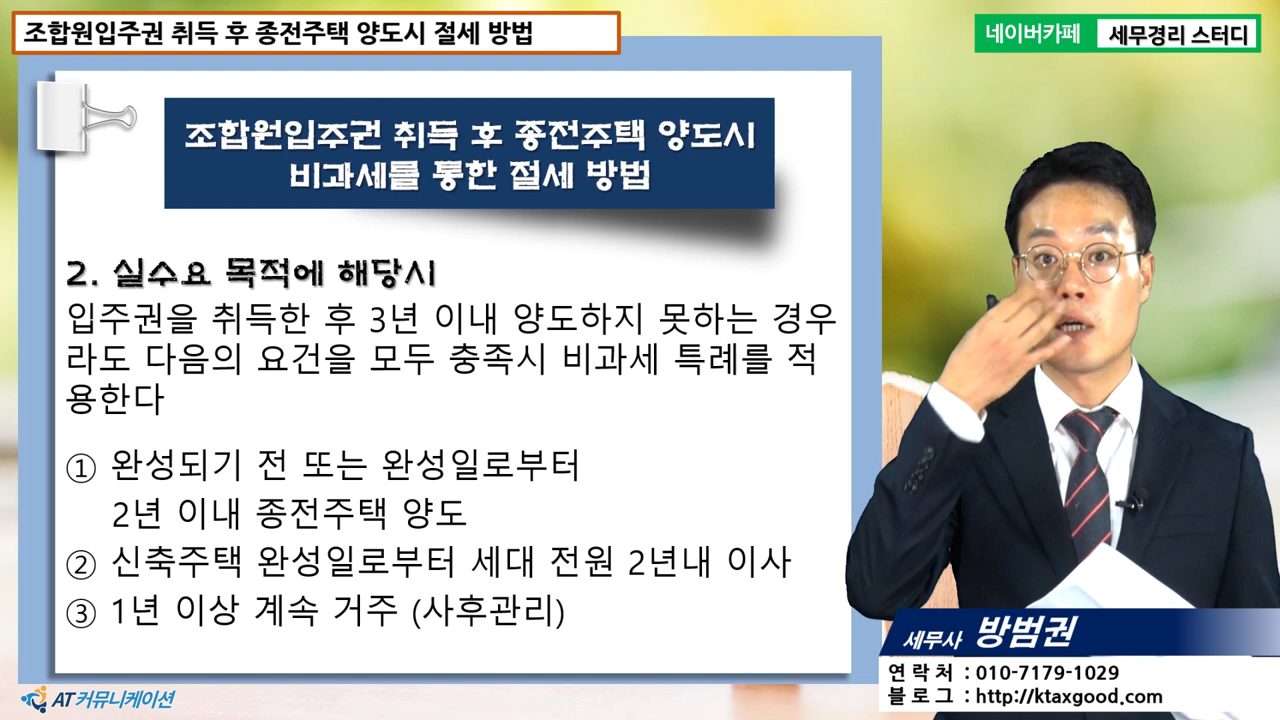 조합원입주권 취득 후 종전주택 양도시 절세 방법
네이버카페 세무경리 스터디
조합원입주권 취득 후 종전주택 양도시
비과세를 통한 절세 방법
2. 실수요 목적에 해당시
입주권을 취득한 후 3년 이내 양도하지 못하는 경우
라도 다음의 요건을 모두 충족시 비과세 특례를 적
용한다
① 완성되기 전 또는 완성일로부터
2년 이내 종전주택 양도
② 신축주택 완성일로부터 세대 전원 2년내 이사
③ 1년 이상 계속 거주 (사후관리)
세무사 방범권
연락처 : 010-7179-1029
블로그 : http://ktaxgood.com
AT커뮤니케이션